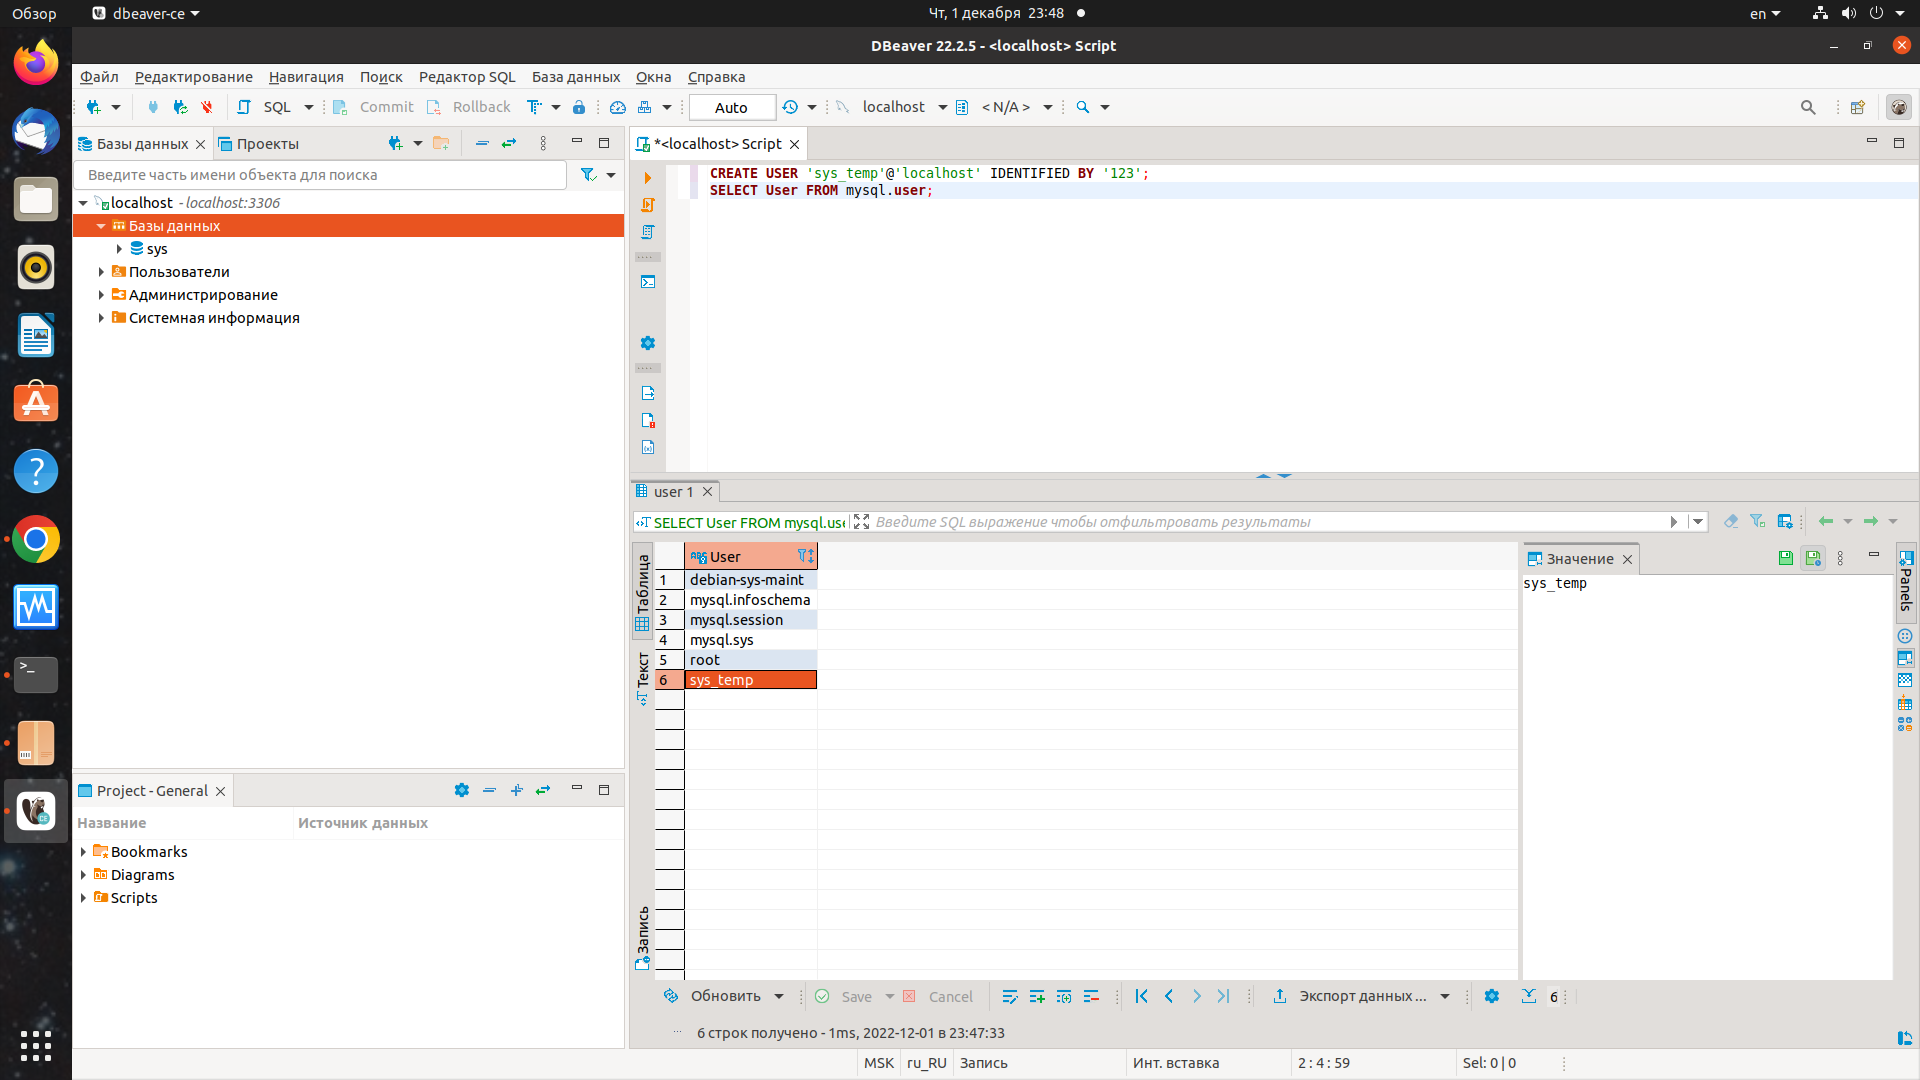 Обзор
dbeaver-ce
Чт, 1 декабря 23:48
en
DBeaver 22.2.5 - <localhost> Script
Файл Редактирование Навигация Поиск Редактор SQL База данных Окна Справка
SQL Commit Rollback Auto localhost < N/A >
Базы данных
Проекты
Введите часть имени объекта для поиска
localhost - localhost:3306
Базы данных
sys
Пользователи
Администрирование
Системная информация
*<localhost> Script
CREATE USER 'sys_temp'@'localhost' IDENTIFIED BY '123';
SELECT User FROM mysql.user;
user 1
SELECT User FROM mysql.use
Введите SQL выражение чтобы отфильтровать результаты
Таблица
Текст
Запись
User
1 debian-sys-maint
2 mysql.infoschema
3 mysql.session
4 mysql.sys
5 root
6 sys_temp
Значение
sys_temp
Panels
Project - General
Название Источник данных
Bookmarks
Diagrams
Scripts
Обновить Save Cancel Экспорт данных ... 6
6 строк получено - 1ms, 2022-12-01 в 23:47:33
MSK ru_RU Запись Инт. вставка 2 : 4 : 59 Sel: 0 | 0